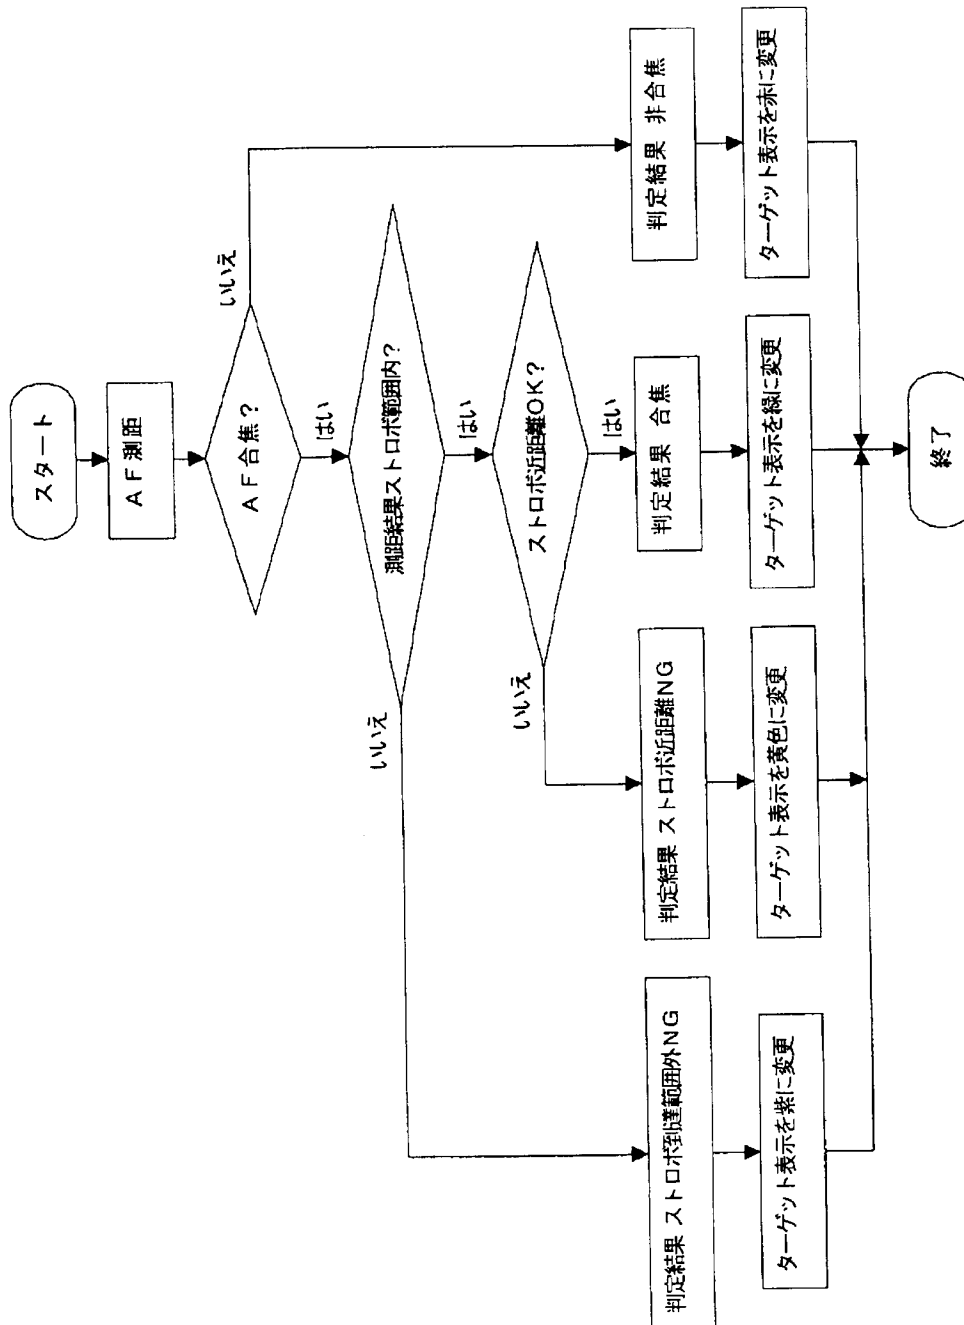 スタート
AF測距
AF合焦?
いいえ
はい
測距結果ストロボ範囲内?
いいえ
はい
ストロボ近距離OK?
いいえ
はい
判定結果 ストロボ到達範囲外NG
判定結果 ストロボ近距離NG
判定結果 合焦
判定結果 非合焦
ターゲット表示を紫に変更
ターゲット表示を黄色に変更
ターゲット表示を緑に変更
ターゲット表示を赤に変更
終了